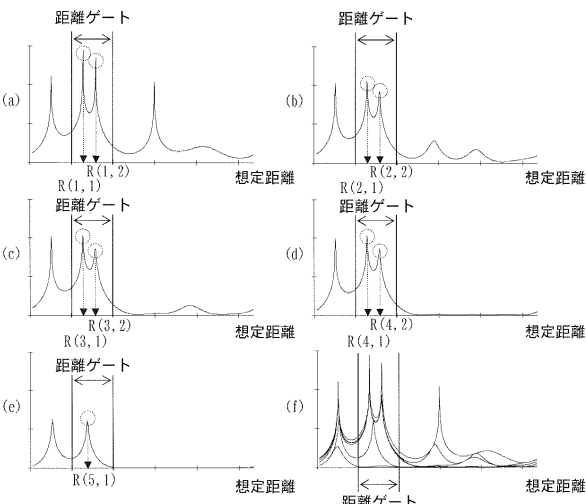 距離ゲート
(a)
R(1,2)
R(1,1)
想定距離
距離ゲート
(b)
R(2,2)
R(2,1)
想定距離
距離ゲート
(c)
R(3,2)
R(3,1)
想定距離
距離ゲート
(d)
R(4,2)
R(4,1)
想定距離
距離ゲート
(e)
R(5,1)
想定距離
(f)
想定距離
距離ゲート